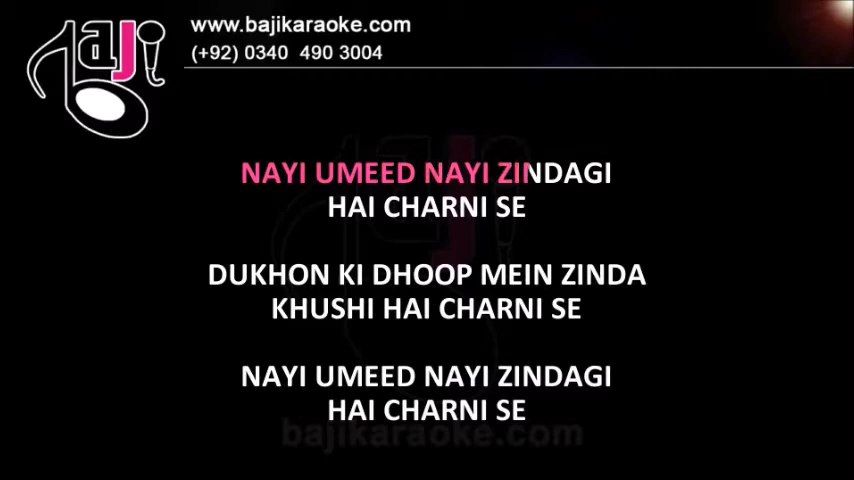 baji
www.bajikaraoke.com
(+92) 0340 490 3004
NAYI UMEED NAYI ZINDAGI
HAI CHARNI SE
DUKHON KI DHOOP MEIN ZINDA
KHUSHI HAI CHARNI SE
NAYI UMEED NAYI ZINDAGI
HAI CHARNI SE
bajikaraoke.com